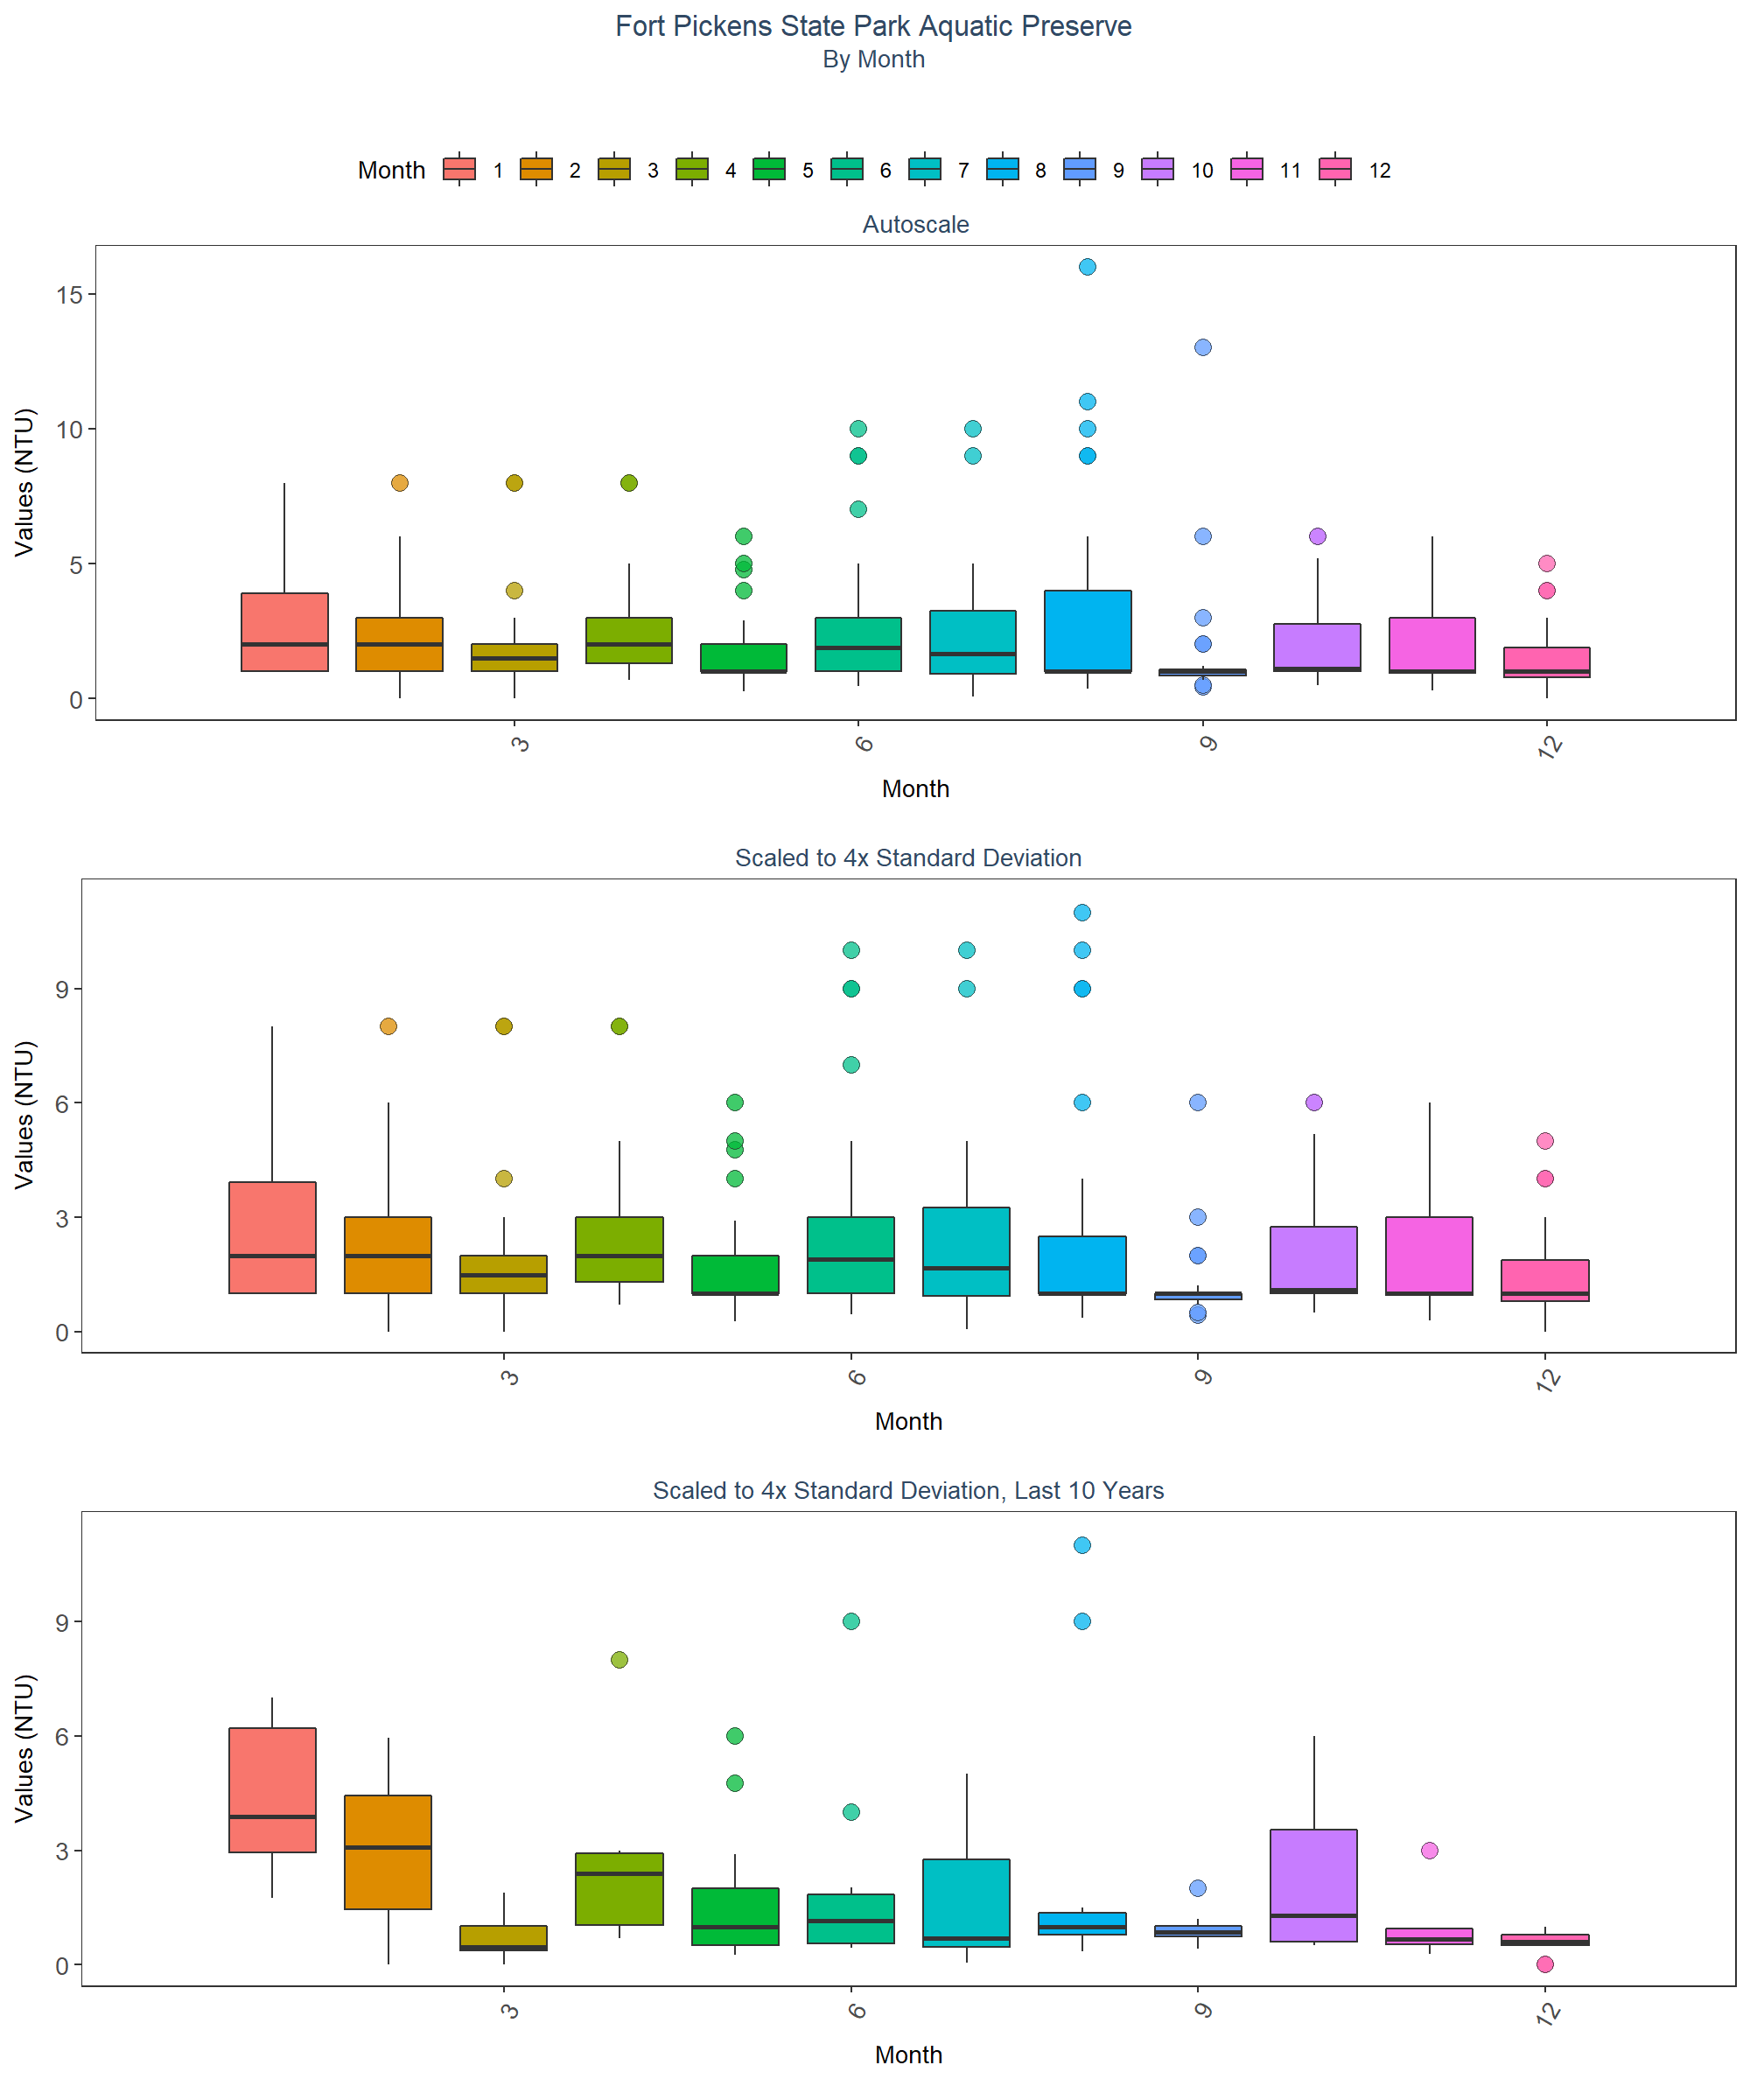 Fort Pickens State Park Aquatic Preserve
By Month
Month 1 2 3 4 5 6 7 8 9 10 11 12
Autoscale
Values (NTU)
15
10
5
0
3 6 9 12
Month
Scaled to 4x Standard Deviation
Values (NTU)
9
6
3
0
3 6 9 12
Month
Scaled to 4x Standard Deviation, Last 10 Years
Values (NTU)
9
6
3
0
3 6 9 12
Month